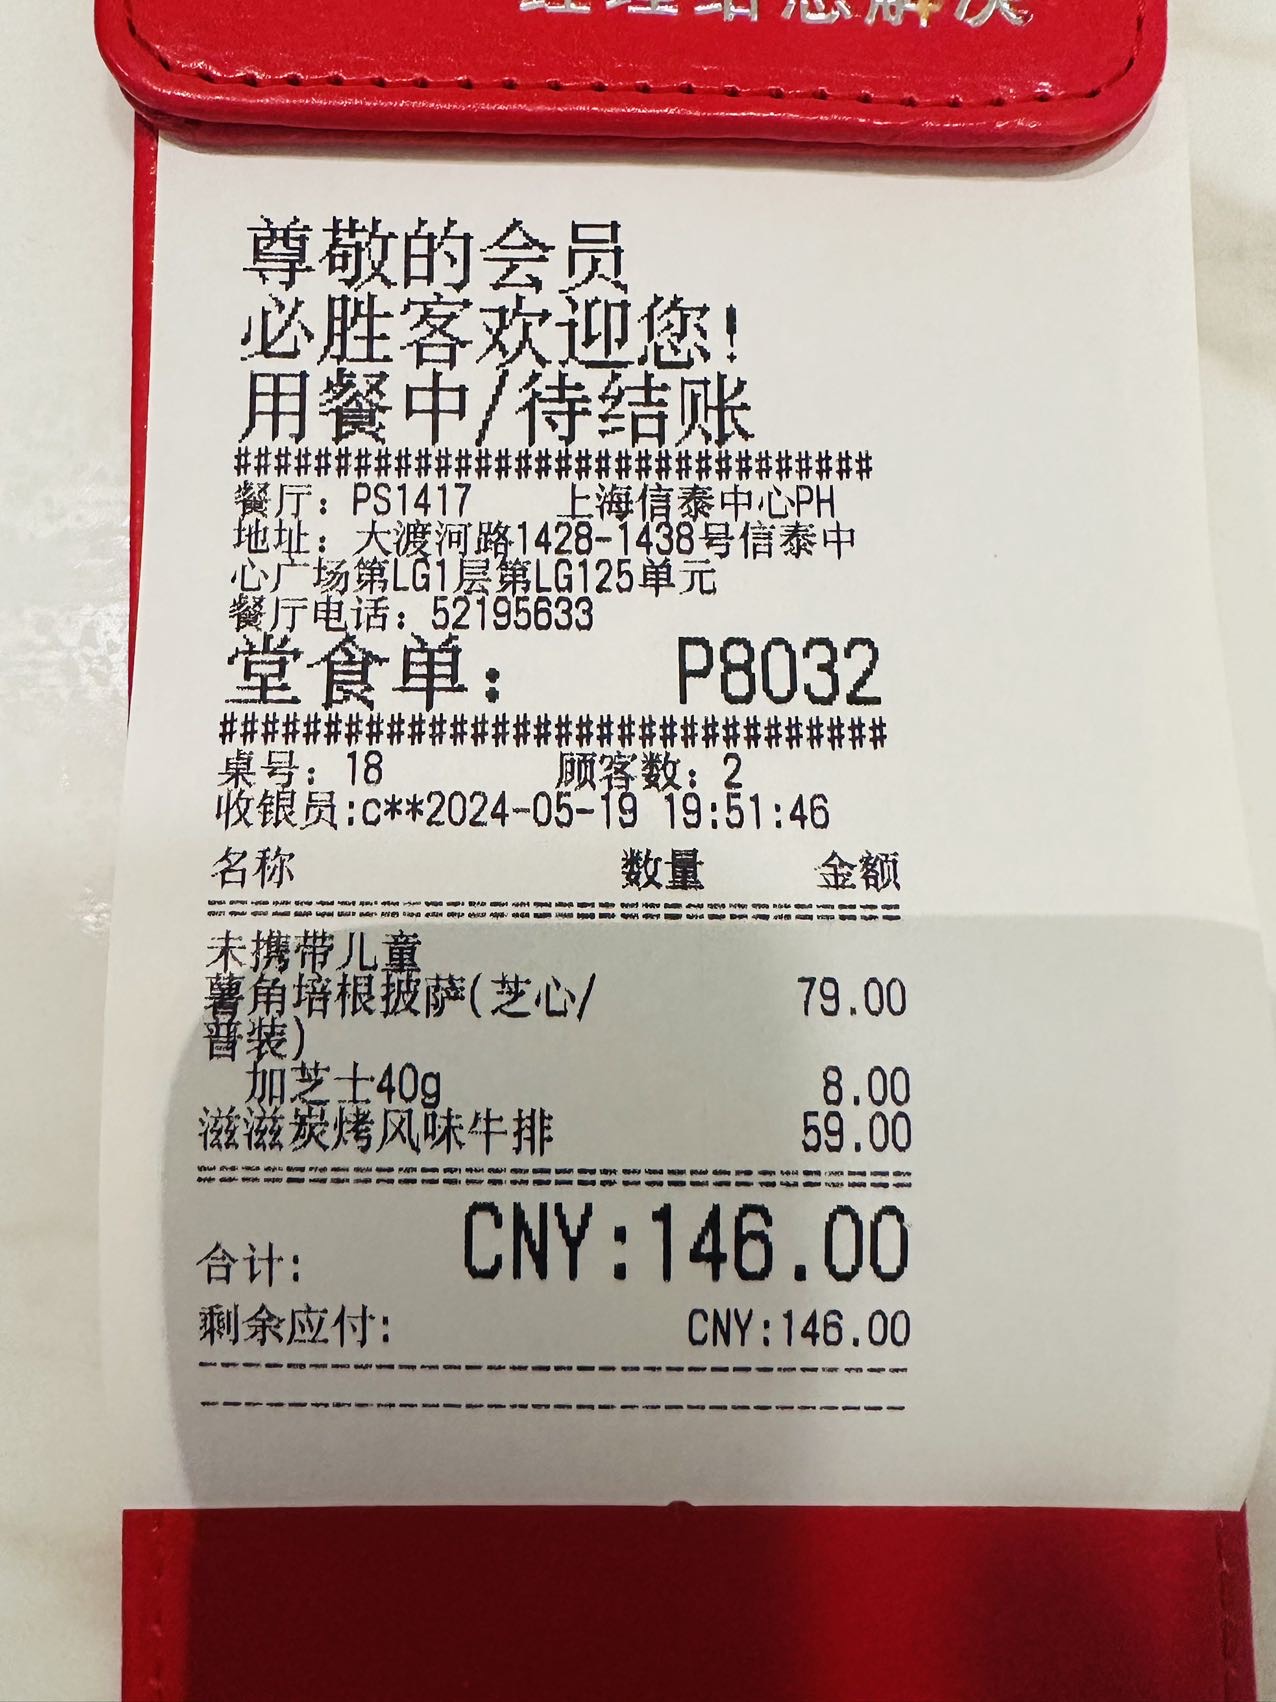 经理给您解决
尊敬的会员
必胜客欢迎您!
用餐中/待结账
################################
餐厅: PS1417 上海信泰中心PH
地址: 大渡河路1428-1438号信泰中
心广场第LG1层第LG125单元
餐厅电话: 52195633
堂食单: P8032
################################
桌号: 18 顾客数: 2
收银员:c**2024-05-19 19:51:46
名称 数量 金额
未携带儿童
薯角培根披萨(芝心/ 79.00
普装)
加芝士40g 8.00
滋滋炭烤风味牛排 59.00
合计: CNY:146.00
剩余应付: CNY:146.00